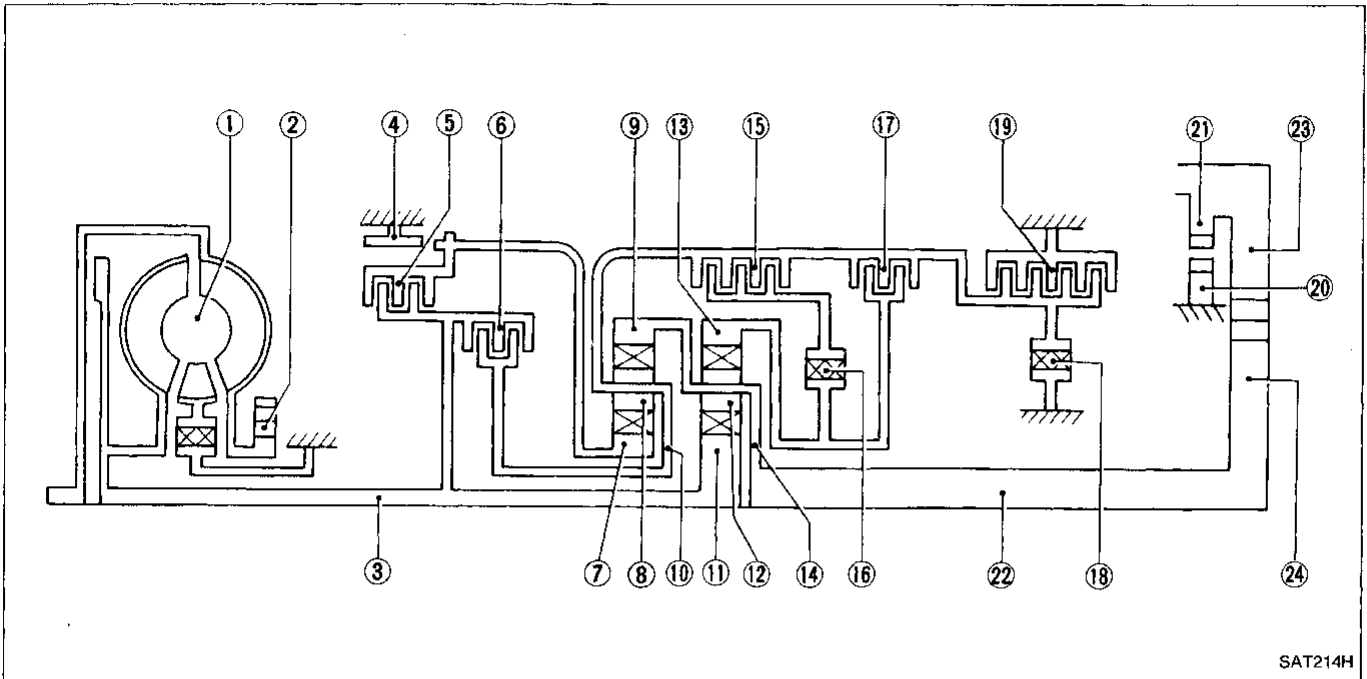 ① ② ④ ⑤ ⑥ ⑨ ⑬ ⑮ ⑰ ⑲ ㉑ ㉓
⑳
③ ⑦ ⑧ ⑩ ⑪ ⑫ ⑭ ⑯ ㉒ ⑱ ㉔
SAT214H